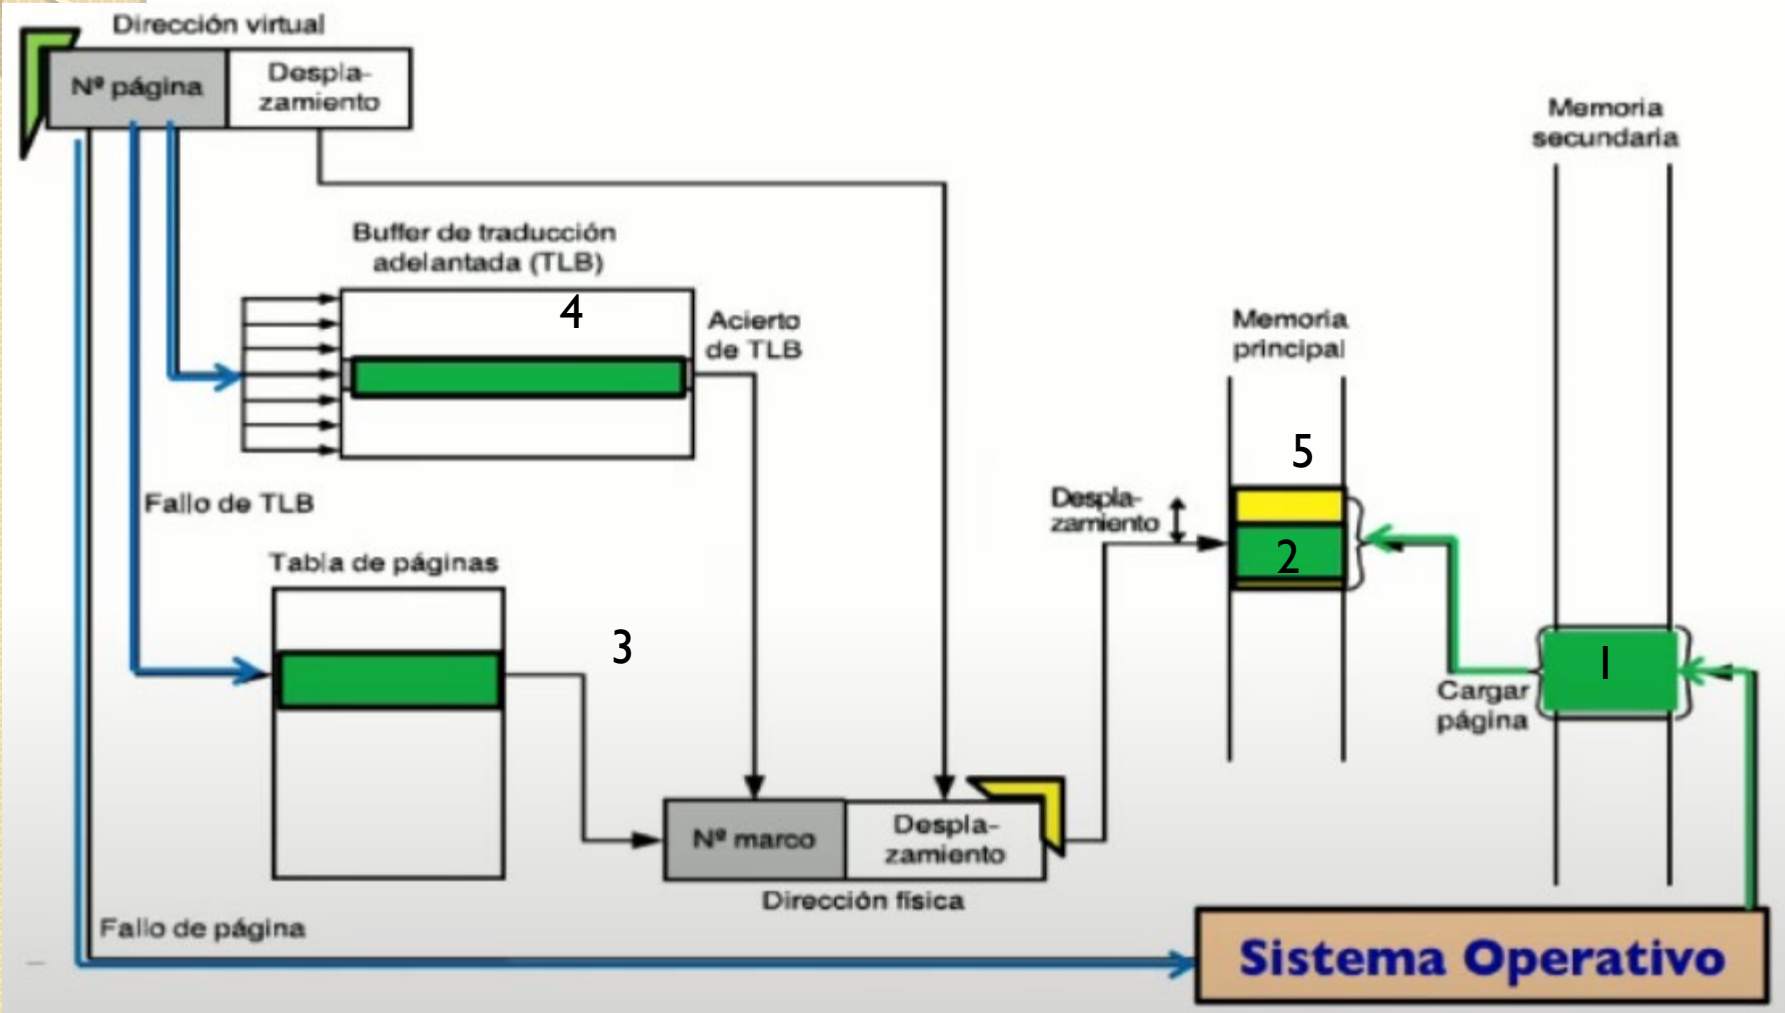 Dirección virtual
Nº página
Despla-
zamiento
Memoria
secundaria
Buffer de traducción
adelantada (TLB)
4
Acierto
de TLB
Memoria
principal
5
Fallo de TLB
Despla-
zamiento
2
Tabla de páginas
3
1
Cargar
página
Nº marco
Despla-
zamiento
Dirección física
Fallo de página
Sistema Operativo